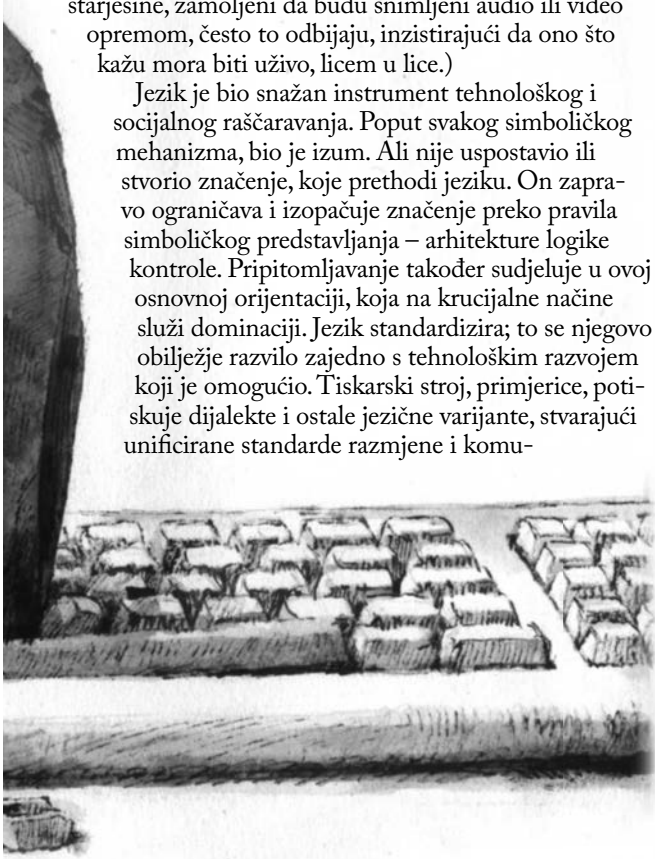 starješine, zamoljeni da budu snimljeni audio ili video
opremom, često to odbijaju, inzistirajući da ono što
kažu mora biti uživo, licem u lice.)
Jezik je bio snažan instrument tehnološkog i
socijalnog raščaravanja. Poput svakog simboličkog
mehanizma, bio je izum. Ali nije uspostavio ili
stvorio značenje, koje prethodi jeziku. On zapra-
vo ograničava i izopačuje značenje preko pravila
simboličkog predstavljanja – arhitekture logike
kontrole. Pripitomljavanje također sudjeluje u ovoj
osnovnoj orijentaciji, koja na krucijalne načine
služi dominaciji. Jezik standardizira; to se njegovo
obilježje razvilo zajedno s tehnološkim razvojem
koji je omogućio. Tiskarski stroj, primjerice, poti-
skuje dijalekte i ostale jezične varijante, stvarajući
unificirane standarde razmjene i komu-